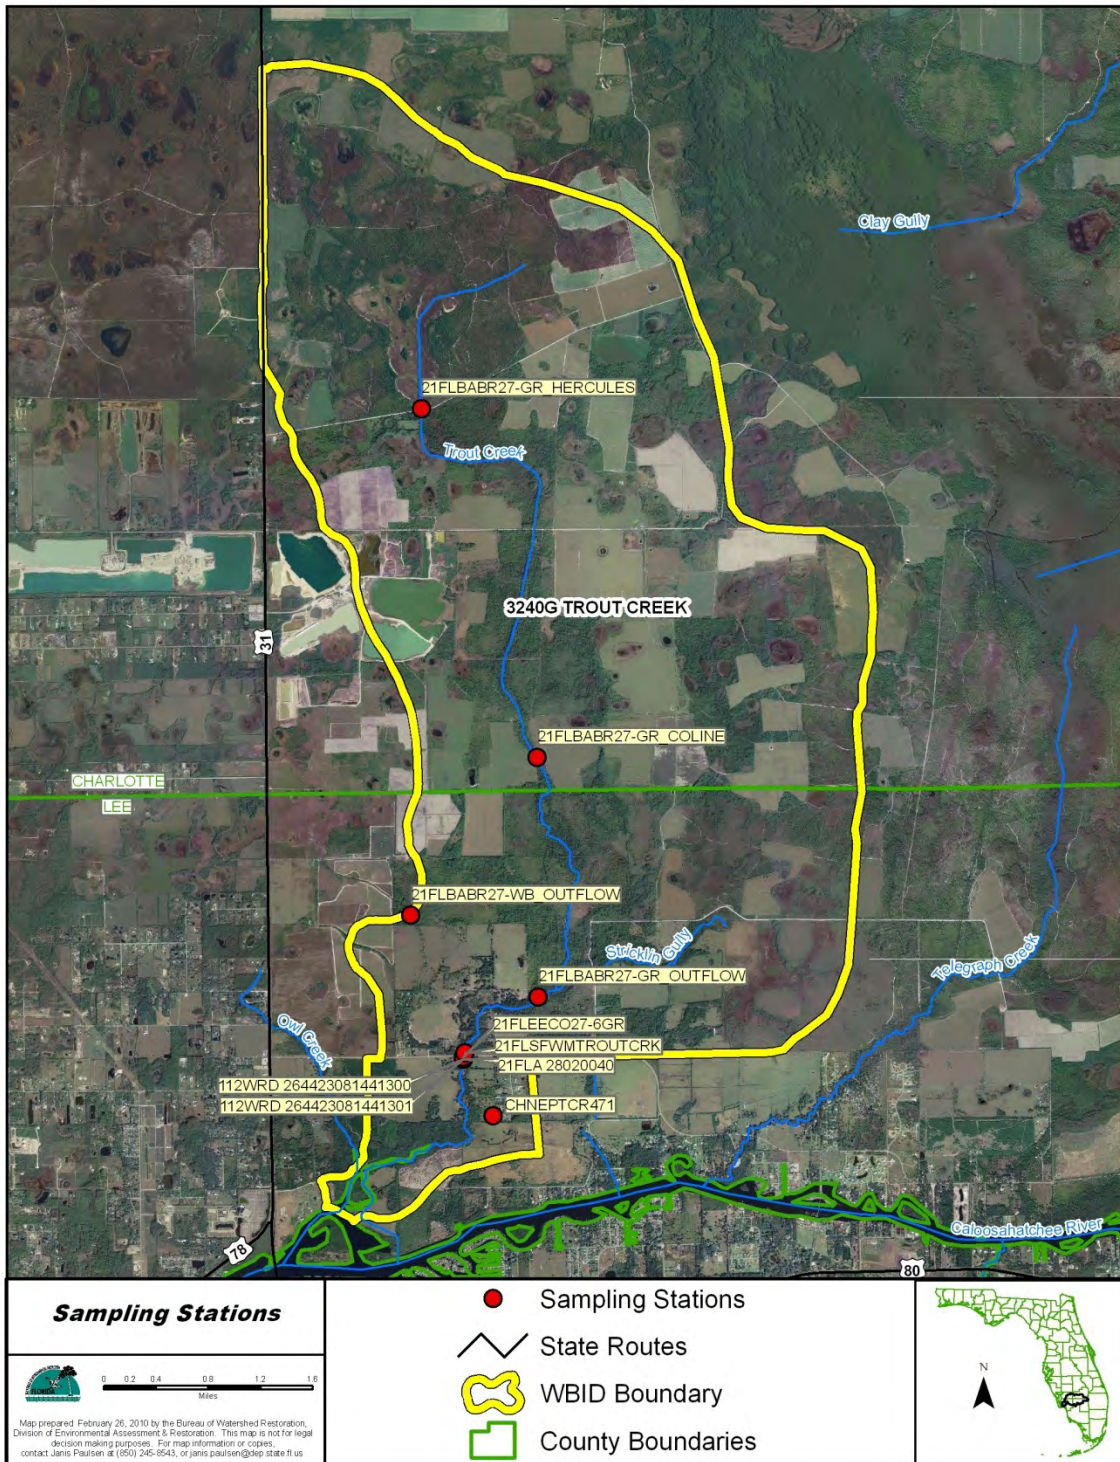 Clay Gully
21FLBABR27-GR_HERCULES
Trout Creek
3240G TROUT CREEK
31
21FLBABR27-GR_COLINE
CHARLOTTE
LEE
21FLBABR27-WB_OUTFLOW
Stricklin Gully
Telegraph Creek
21FLBABR27-GR_OUTFLOW
Owl Creek
21FLEECO27-6GR
21FLSFWMTROUTCRK
21FLA 28020040
112WRD 264423081441300
112WRD 264423081441301
CHNEPTCR471
78
Caloosahatchee River
80
Sampling Stations
FLORIDA
0 0.2 0.4 0.8 1.2 1.6
Miles
Map prepared February 26, 2010 by the Bureau of Watershed Restoration,
Division of Environmental Assessment & Restoration. This map is not for legal
decision making purposes. For map information or copies,
contact Janis Paulsen at (850) 245-8543, or janis.paulsen@dep.state.fl.us
Sampling Stations
State Routes
WBID Boundary
County Boundaries
N